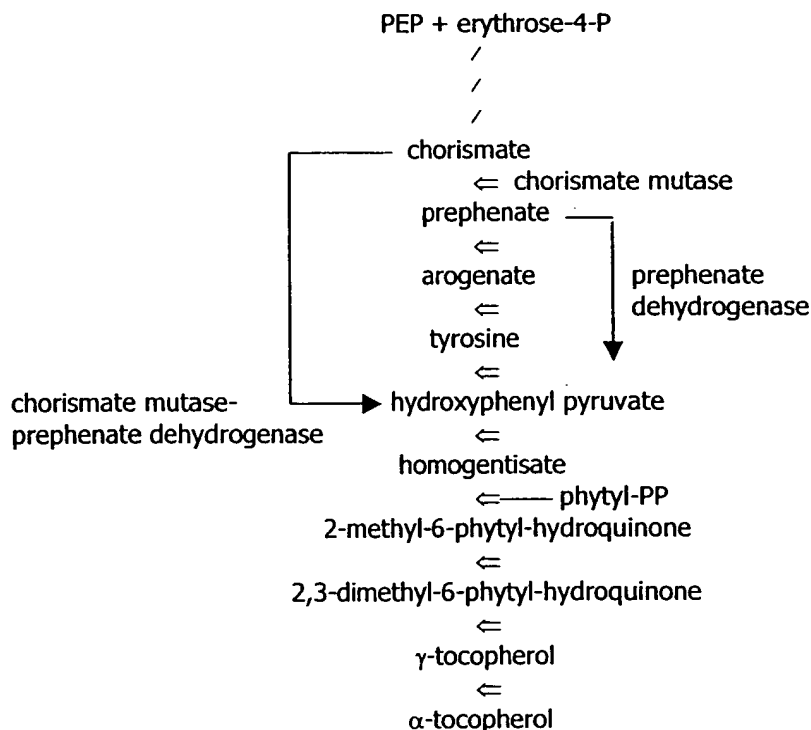 PEP + erythrose-4-P
chorismate
⇐ chorismate mutase
prephenate
⇐
arogenate
prephenate
dehydrogenase
⇐
tyrosine
⇐
hydroxyphenyl pyruvate
chorismate mutase-
prephenate dehydrogenase
⇐
homogentisate
⇐ phytyl-PP
2-methyl-6-phytyl-hydroquinone
⇐
2,3-dimethyl-6-phytyl-hydroquinone
⇐
γ-tocopherol
⇐
α-tocopherol